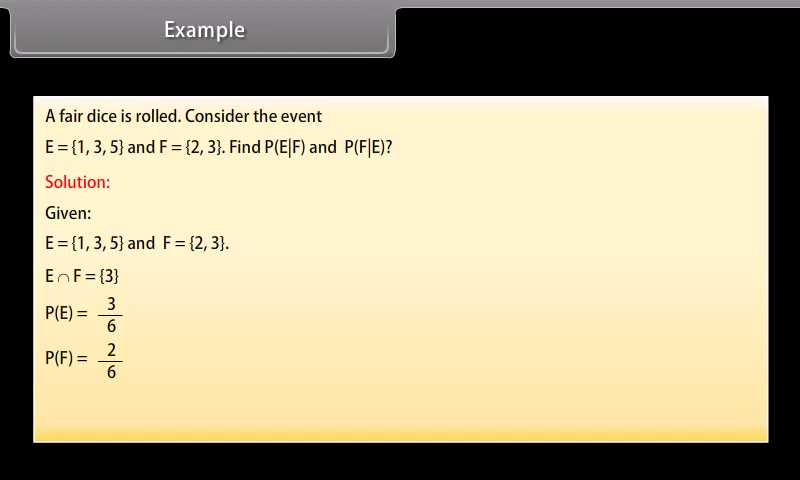 Example
A fair dice is rolled. Consider the event
E = {1, 3, 5} and F = {2, 3}. Find P(E|F) and P(F|E)?
Solution:
Given:
E = {1, 3, 5} and F = {2, 3}.
E ∩ F = {3}
P(E) = 3/6
P(F) = 2/6